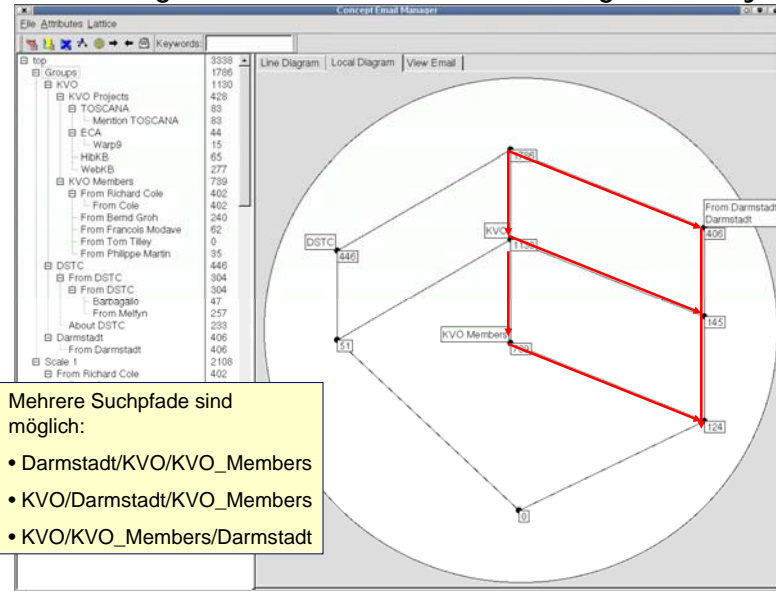 Concept Email Manager
File Attributes Lattice
Keywords:
top 3338
Groups 1786
KVO 1130
KVO Projects 428
TOSCANA 83
Mention TOSCANA 83
ECA 44
Warp9 15
HibKB 65
WebKB 277
KVO Members 739
From Richard Cole 402
From Cole 402
From Bernd Groh 240
From Francois Modave 62
From Tom Tilley 0
From Philippe Martin 35
DSTC 446
From DSTC 304
From DSTC 304
Barbagallo 47
From Melfyn 257
About DSTC 233
Darmstadt 406
From Darmstadt 406
Scale 1 2108
From Richard Cole 402
Line Diagram Local Diagram View Email
1786
From Darmstadt
Darmstadt
406
KVO
DSTC
446
145
KVO Members
51
124
0
Mehrere Suchpfade sind
möglich:
• Darmstadt/KVO/KVO_Members
• KVO/Darmstadt/KVO_Members
• KVO/KVO_Members/Darmstadt